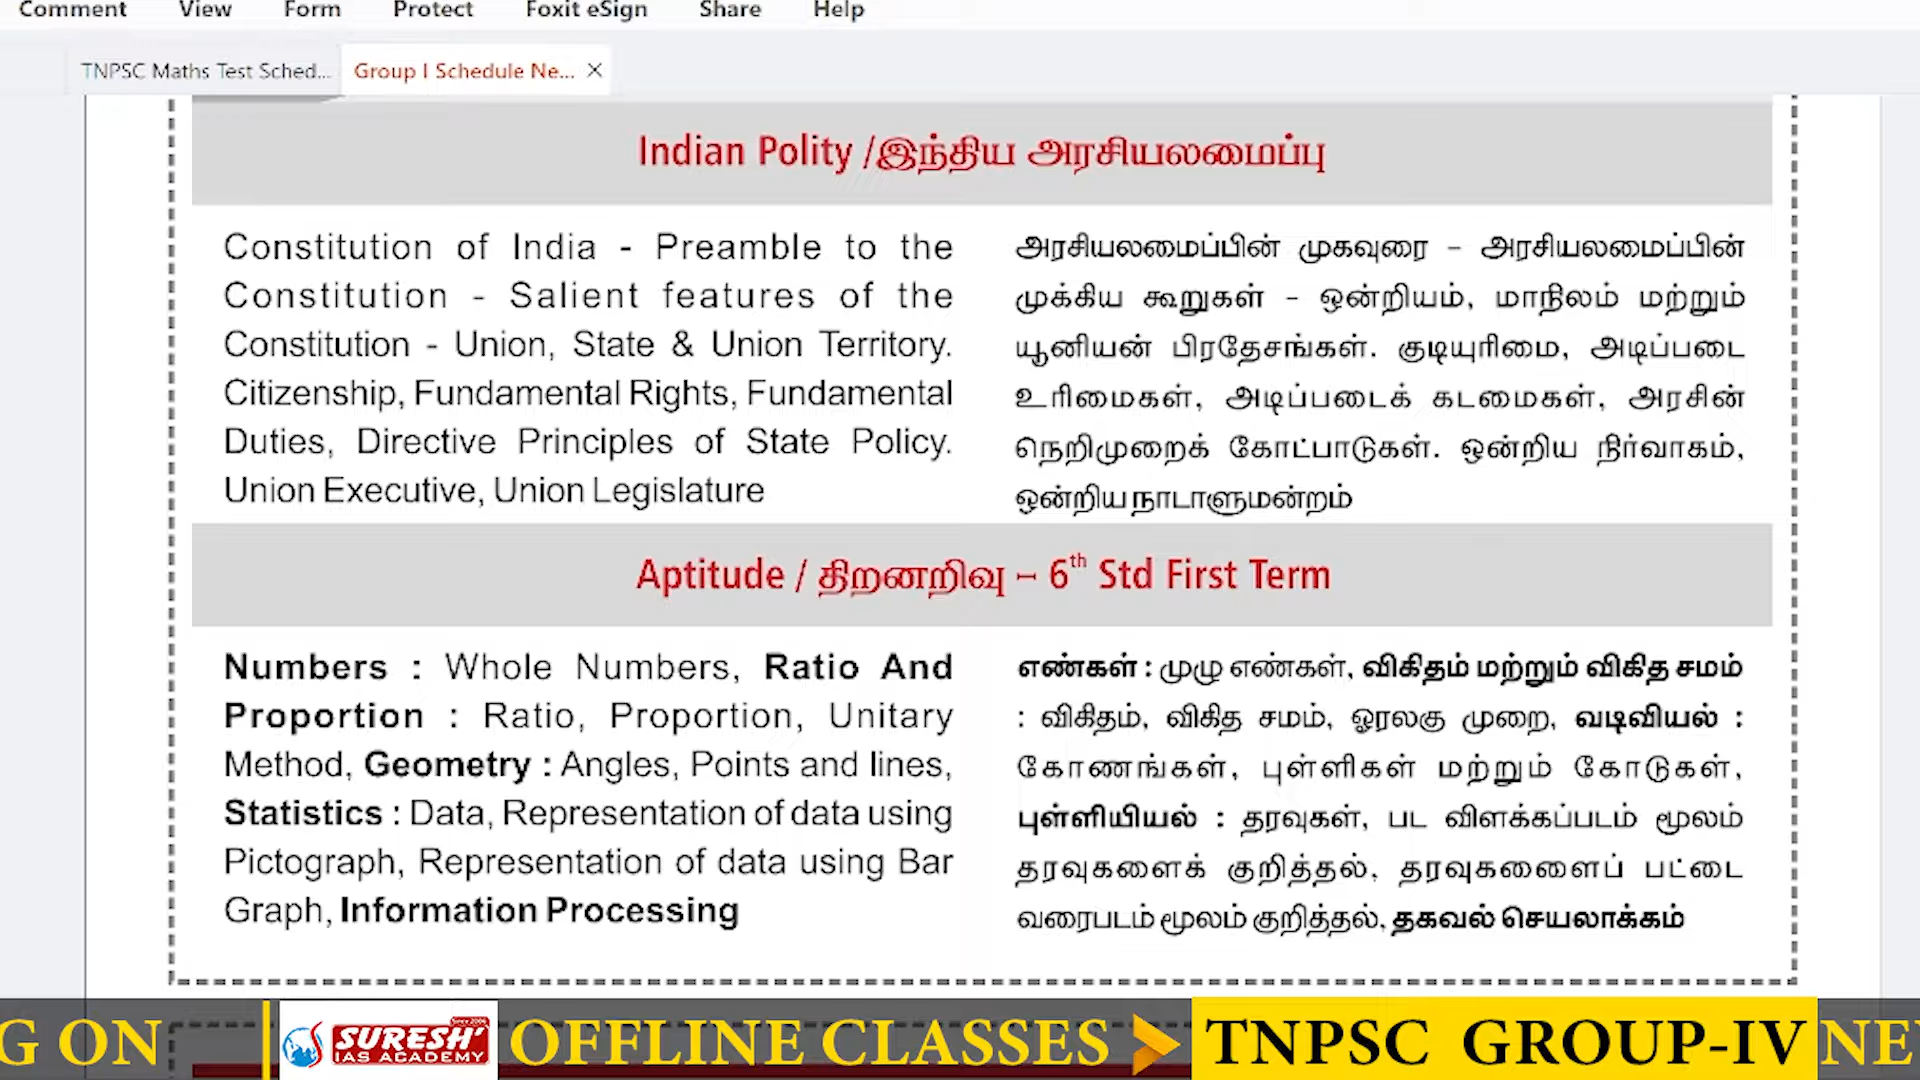 Comment View Form Protect Foxit eSign Share Help
TNPSC Maths Test Sched... Group I Schedule Ne...
Indian Polity /இந்திய அரசியலமைப்பு
Constitution of India - Preamble to the
Constitution - Salient features of the
Constitution - Union, State & Union Territory.
Citizenship, Fundamental Rights, Fundamental
Duties, Directive Principles of State Policy.
Union Executive, Union Legislature
அரசியலமைப்பின் முகவுரை – அரசியலமைப்பின்
முக்கிய கூறுகள் – ஒன்றியம், மாநிலம் மற்றும்
யூனியன் பிரதேசங்கள். குடியுரிமை, அடிப்படை
உரிமைகள், அடிப்படைக் கடமைகள், அரசின்
நெறிமுறைக் கோட்பாடுகள். ஒன்றிய நிர்வாகம்,
ஒன்றிய நாடாளுமன்றம்
Aptitude / திறனறிவு – 6th Std First Term
Numbers : Whole Numbers, Ratio And
Proportion : Ratio, Proportion, Unitary
Method, Geometry : Angles, Points and lines,
Statistics : Data, Representation of data using
Pictograph, Representation of data using Bar
Graph, Information Processing
எண்கள் : முழு எண்கள், விகிதம் மற்றும் விகித சமம்
: விகிதம், விகித சமம், ஓரலகு முறை, வடிவியல் :
கோணங்கள், புள்ளிகள் மற்றும் கோடுகள்,
புள்ளியியல் : தரவுகள், பட விளக்கப்படம் மூலம்
தரவுகளைக் குறித்தல், தரவுகளைளப் பட்டை
வரைபடம் மூலம் குறித்தல், தகவல் செயலாக்கம்
G ON SURESH' Since 2006 IAS ACADEMY OFFLINE CLASSES TNPSC GROUP-IV NE